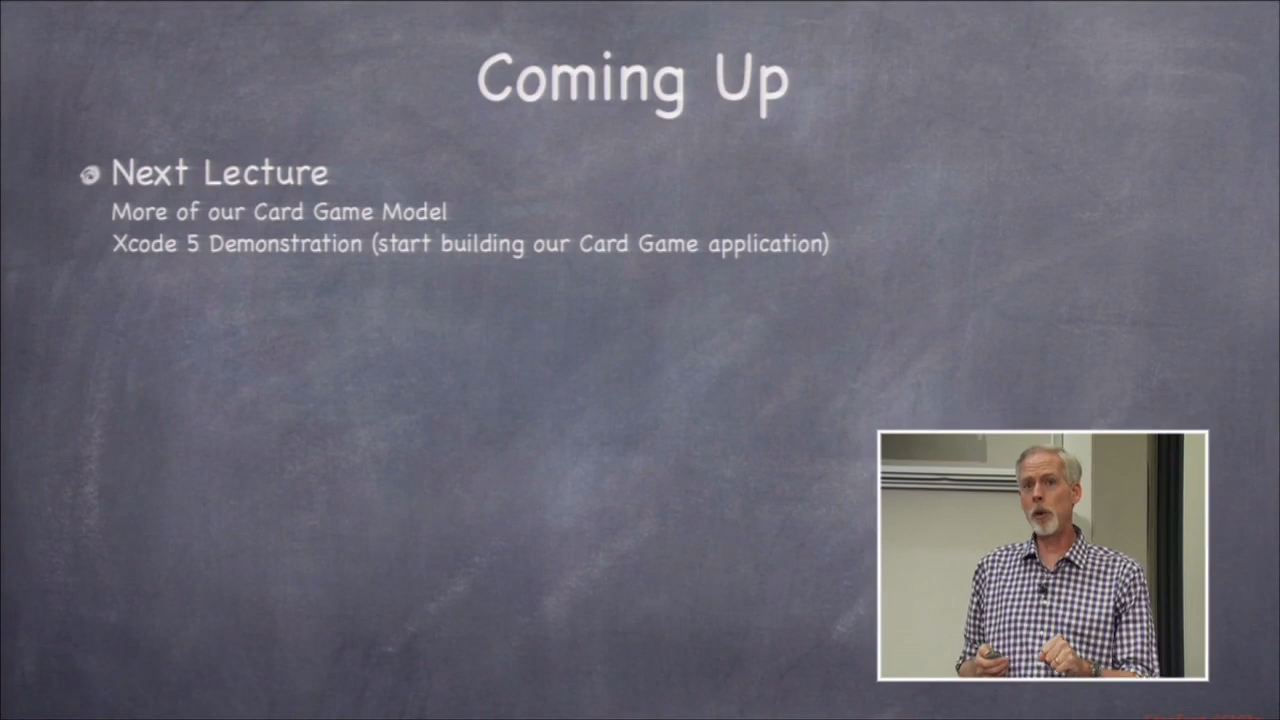 Coming Up
Next Lecture
More of our Card Game Model
Xcode 5 Demonstration (start building our Card Game application)